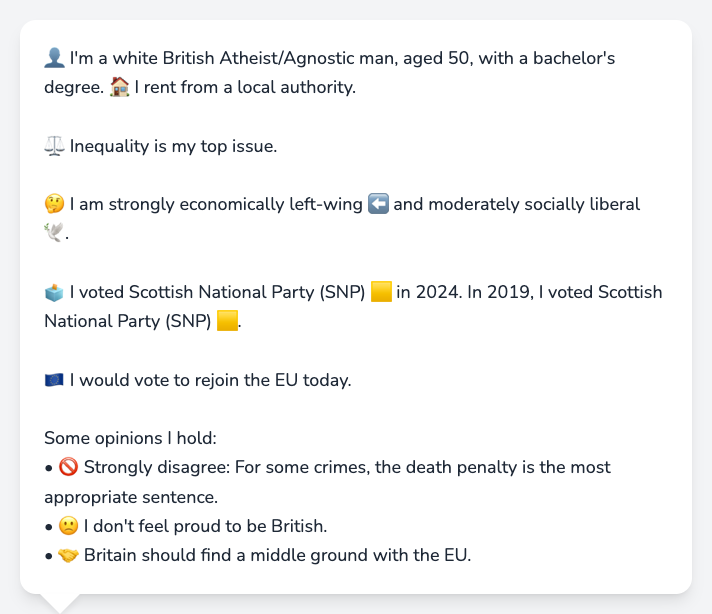 👤 I'm a white British Atheist/Agnostic man, aged 50, with a bachelor's
degree. 🏠 I rent from a local authority.
⚖️ Inequality is my top issue.
🤔 I am strongly economically left-wing ⬅️ and moderately socially liberal
🕊️.
🗳️ I voted Scottish National Party (SNP) 🟨 in 2024. In 2019, I voted Scottish
National Party (SNP) 🟨.
🇪🇺 I would vote to rejoin the EU today.
Some opinions I hold:
• 🚫 Strongly disagree: For some crimes, the death penalty is the most
appropriate sentence.
• 🙁 I don't feel proud to be British.
• 🤝 Britain should find a middle ground with the EU.